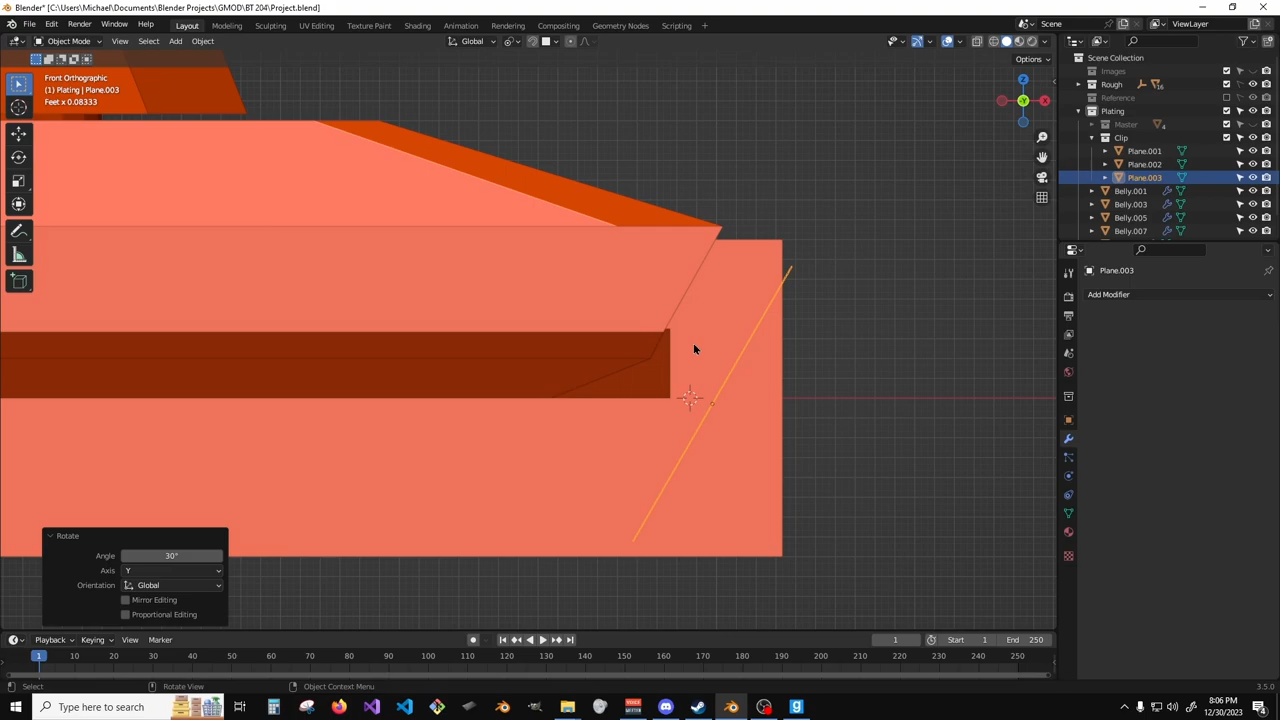 Blender* [C:\Users\Michael\Documents\Blender Projects\GMOD\BT 204\Project.blend]
File Edit Render Window Help Layout Modeling Sculpting UV Editing Texture Paint Shading Animation Rendering Compositing Geometry Nodes Scripting Scene ViewLayer
Object Mode View Select Add Object Global
Options
Front Orthographic
(1) Plating | Plane.003
Feet x 0.08333
Z
Y
X
Scene Collection
Images
Rough 16
Reference
Plating
Master 4
Clip
Plane.001
Plane.002
Plane.003
Belly.001
Belly.003
Belly.005
Belly.007
Plane.003
Add Modifier
Rotate
Angle 30°
Axis Y
Orientation Global
Mirror Editing
Proportional Editing
Playback Keying View Marker 1 Start 1 End 250
1 10 20 30 40 50 60 70 80 90 100 110 120 130 140 150 160 170 180 190 200 210 220 230 240 250
Select Rotate View Object Context Menu 3.5.0
Type here to search
8:06 PM
12/30/2023